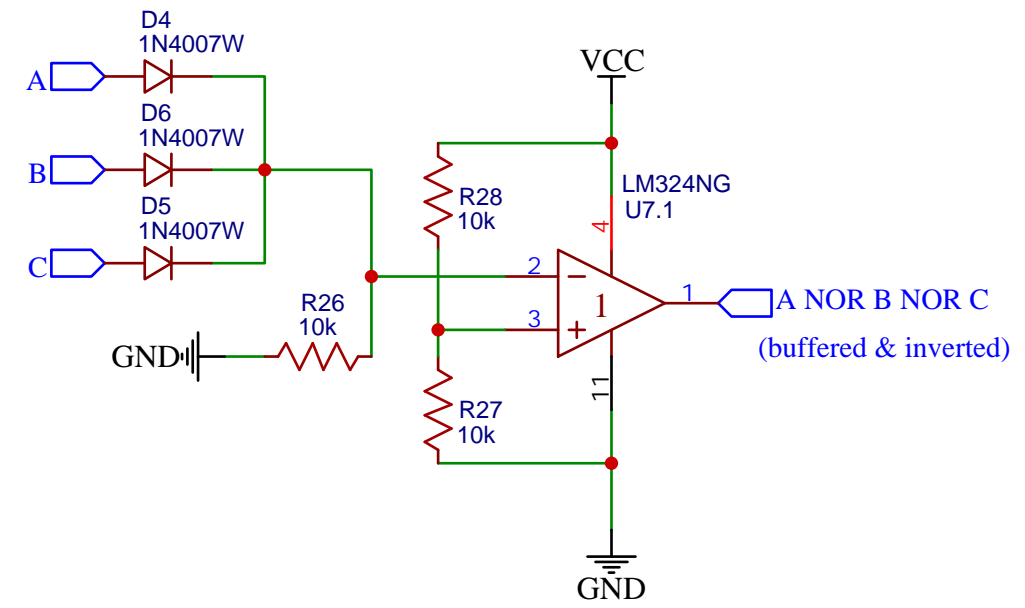 D4
1N4007W
A
D6
1N4007W
B
D5
1N4007W
C
R26
10k
GND
VCC
R28
10k
LM324NG
U7.1
4
2
1
3
1
11
A NOR B NOR C
(buffered & inverted)
R27
10k
GND